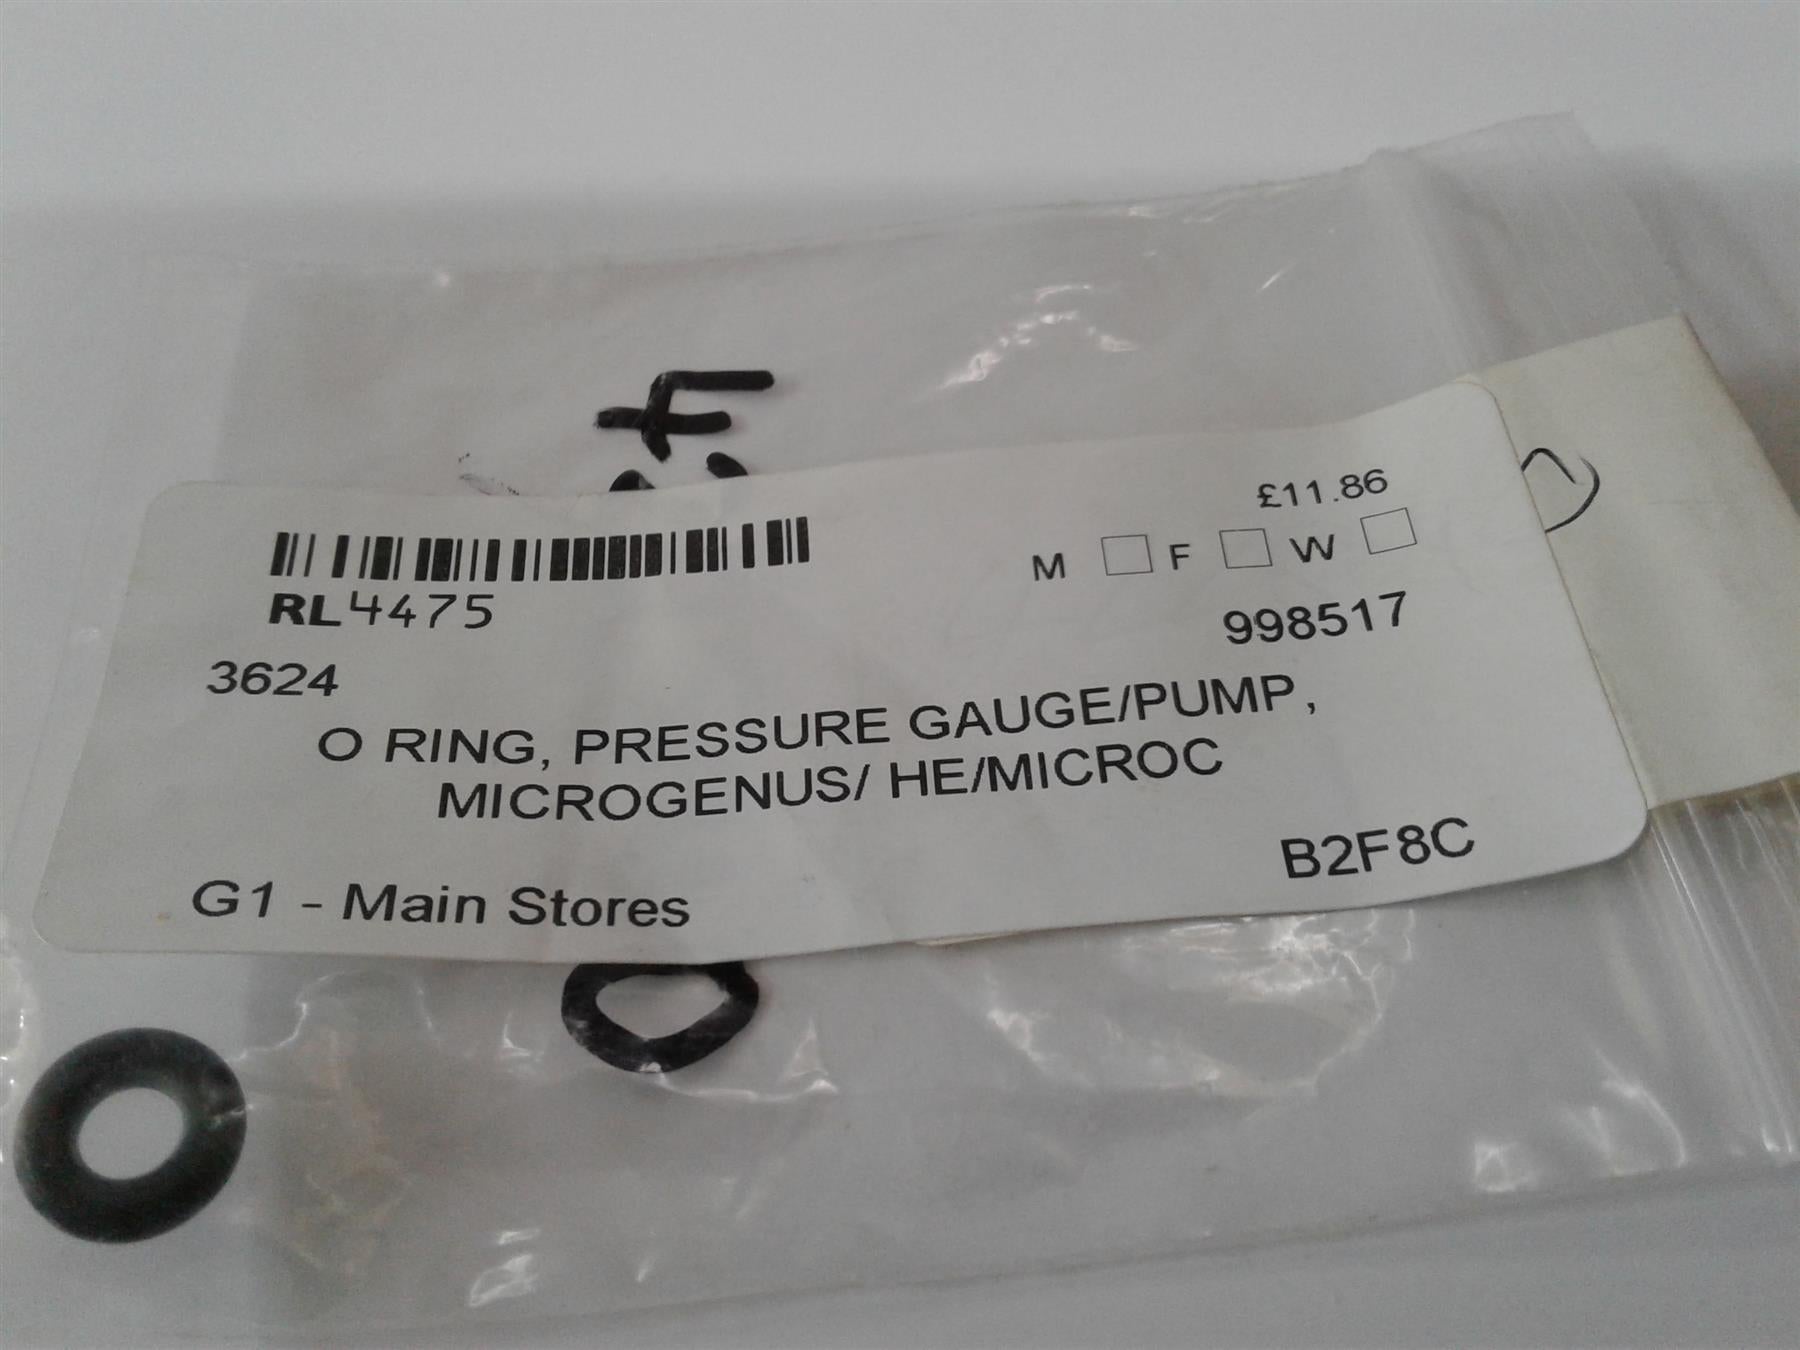 £11.86
M F W
RL4475
998517
3624
O RING, PRESSURE GAUGE/PUMP,
MICROGENUS/ HE/MICROC
B2F8C
G1 - Main Stores